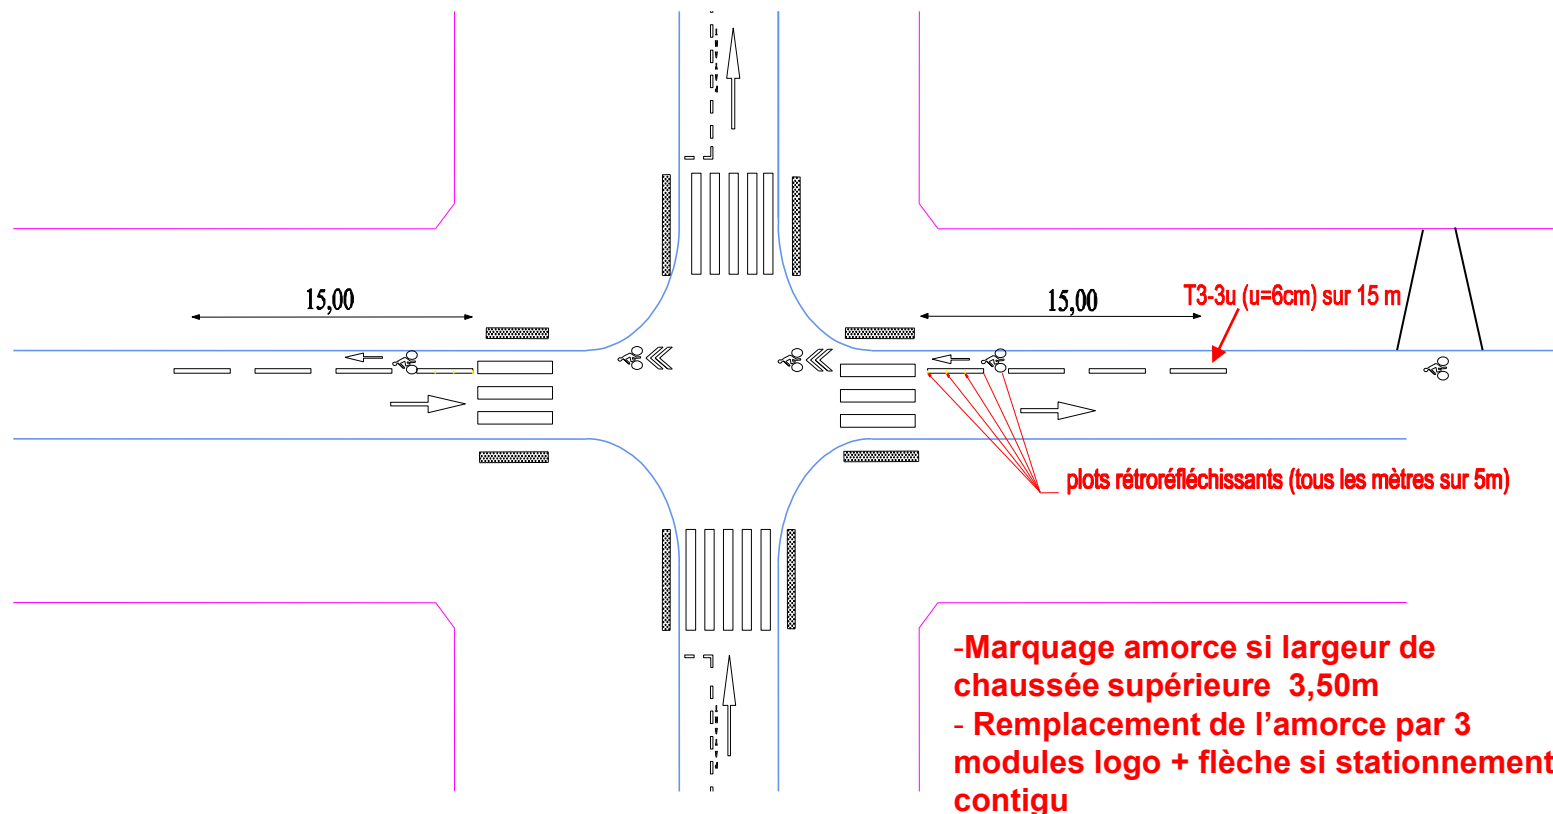 15,00
15,00
T3-3u (u=6cm) sur 15 m
plots rétroréfléchissants (tous les mètres sur 5m)
-Marquage amorce si largeur de
chaussée supérieure 3,50m
- Remplacement de l’amorce par 3
modules logo + flèche si stationnement
contigu